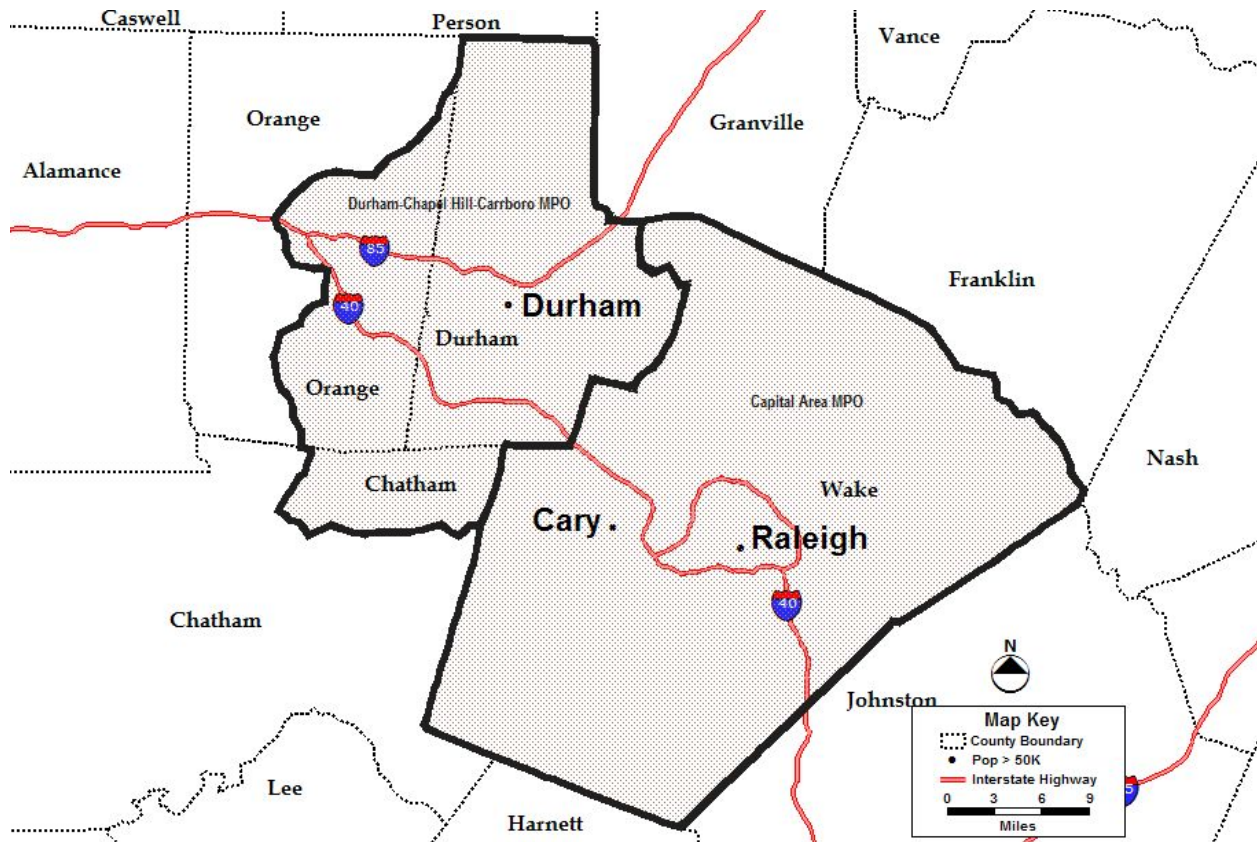 Caswell
Person
Vance
Orange
Granville
Alamance
Durham-Chapel Hill-Carrboro MPO
85
Franklin
40
Durham
Durham
Orange
Capital Area MPO
Nash
Chatham
Wake
Cary
Raleigh
40
Chatham
N
Johnston
Map Key
County Boundary
Pop > 50K
Interstate Highway
0 3 6 9
Miles
Lee
Harnett